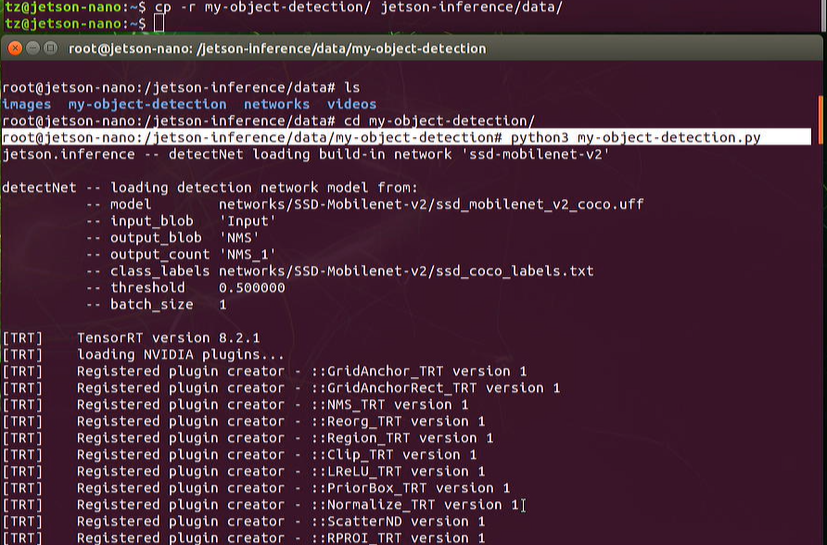 tz@jetson-nano:~$ cp -r my-object-detection/ jetson-inference/data/
tz@jetson-nano:~$
root@jetson-nano: /jetson-inference/data/my-object-detection
root@jetson-nano:/jetson-inference/data# ls
images  my-object-detection  networks  videos
root@jetson-nano:/jetson-inference/data# cd my-object-detection/
root@jetson-nano:/jetson-inference/data/my-object-detection# python3 my-object-detection.py
jetson.inference -- detectNet loading build-in network 'ssd-mobilenet-v2'
detectNet -- loading detection network model from:
          -- model        networks/SSD-Mobilenet-v2/ssd_mobilenet_v2_coco.uff
          -- input_blob   'Input'
          -- output_blob  'NMS'
          -- output_count 'NMS_1'
          -- class_labels networks/SSD-Mobilenet-v2/ssd_coco_labels.txt
          -- threshold    0.500000
          -- batch_size   1
[TRT]    TensorRT version 8.2.1
[TRT]    loading NVIDIA plugins...
[TRT]    Registered plugin creator - ::GridAnchor_TRT version 1
[TRT]    Registered plugin creator - ::GridAnchorRect_TRT version 1
[TRT]    Registered plugin creator - ::NMS_TRT version 1
[TRT]    Registered plugin creator - ::Reorg_TRT version 1
[TRT]    Registered plugin creator - ::Region_TRT version 1
[TRT]    Registered plugin creator - ::Clip_TRT version 1
[TRT]    Registered plugin creator - ::LReLU_TRT version 1
[TRT]    Registered plugin creator - ::PriorBox_TRT version 1
[TRT]    Registered plugin creator - ::Normalize_TRT version 1
[TRT]    Registered plugin creator - ::ScatterND version 1
[TRT]    Registered plugin creator - ::RPROI_TRT version 1